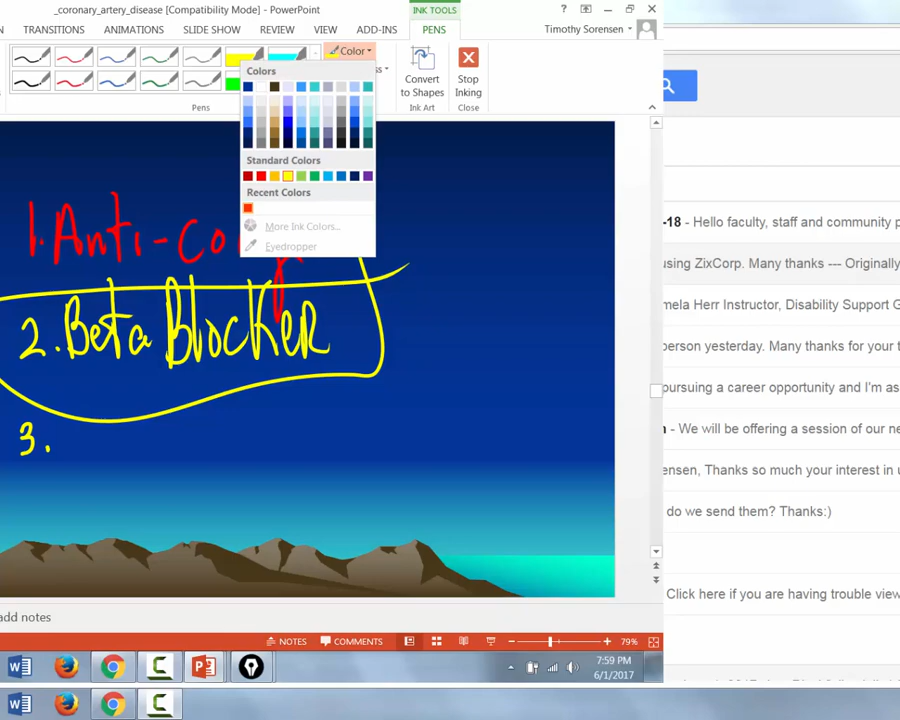 _coronary_artery_disease [Compatibility Mode] - PowerPoint
INK TOOLS
TRANSITIONS ANIMATIONS SLIDE SHOW REVIEW VIEW ADD-INS PENS
Timothy Sorensen
Color
Convert to Shapes
Stop Inking
Pens
Ink Art
Close
Colors
Standard Colors
Recent Colors
More Ink Colors...
Eyedropper
1. Anti-Co
2. Beta Blocker
3.
-18 - Hello faculty, staff and community p
using ZixCorp. Many thanks --- Originally
mela Herr Instructor, Disability Support G
person yesterday. Many thanks for your t
pursuing a career opportunity and I'm as
n - We will be offering a session of our ne
ensen, Thanks so much your interest in u
do we send them? Thanks:)
Click here if you are having trouble view
add notes
NOTES COMMENTS 79%
7:59 PM
6/1/2017